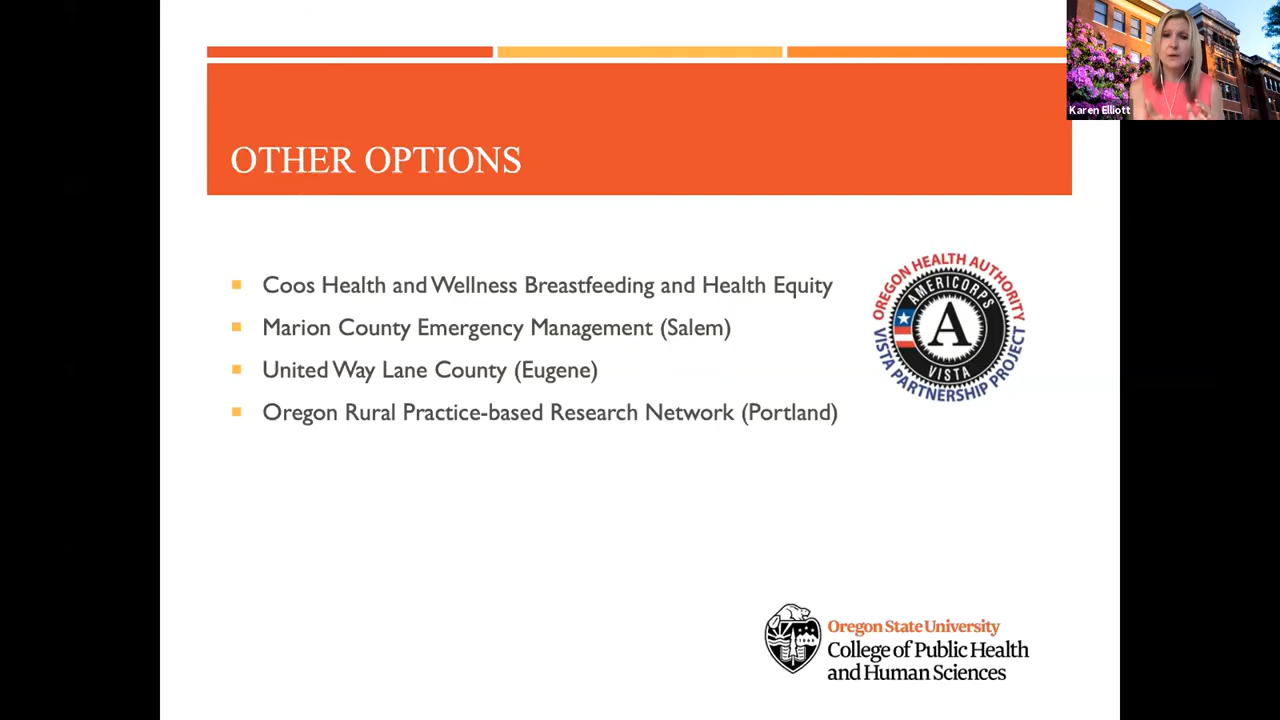 Karen Elliott
OTHER OPTIONS
Coos Health and Wellness Breastfeeding and Health Equity
Marion County Emergency Management (Salem)
United Way Lane County (Eugene)
Oregon Rural Practice-based Research Network (Portland)
OREGON HEALTH AUTHORITY
AMERICORPS
A
VISTA
VISTA PARTNERSHIP PROJECT
Oregon State University
College of Public Health
and Human Sciences